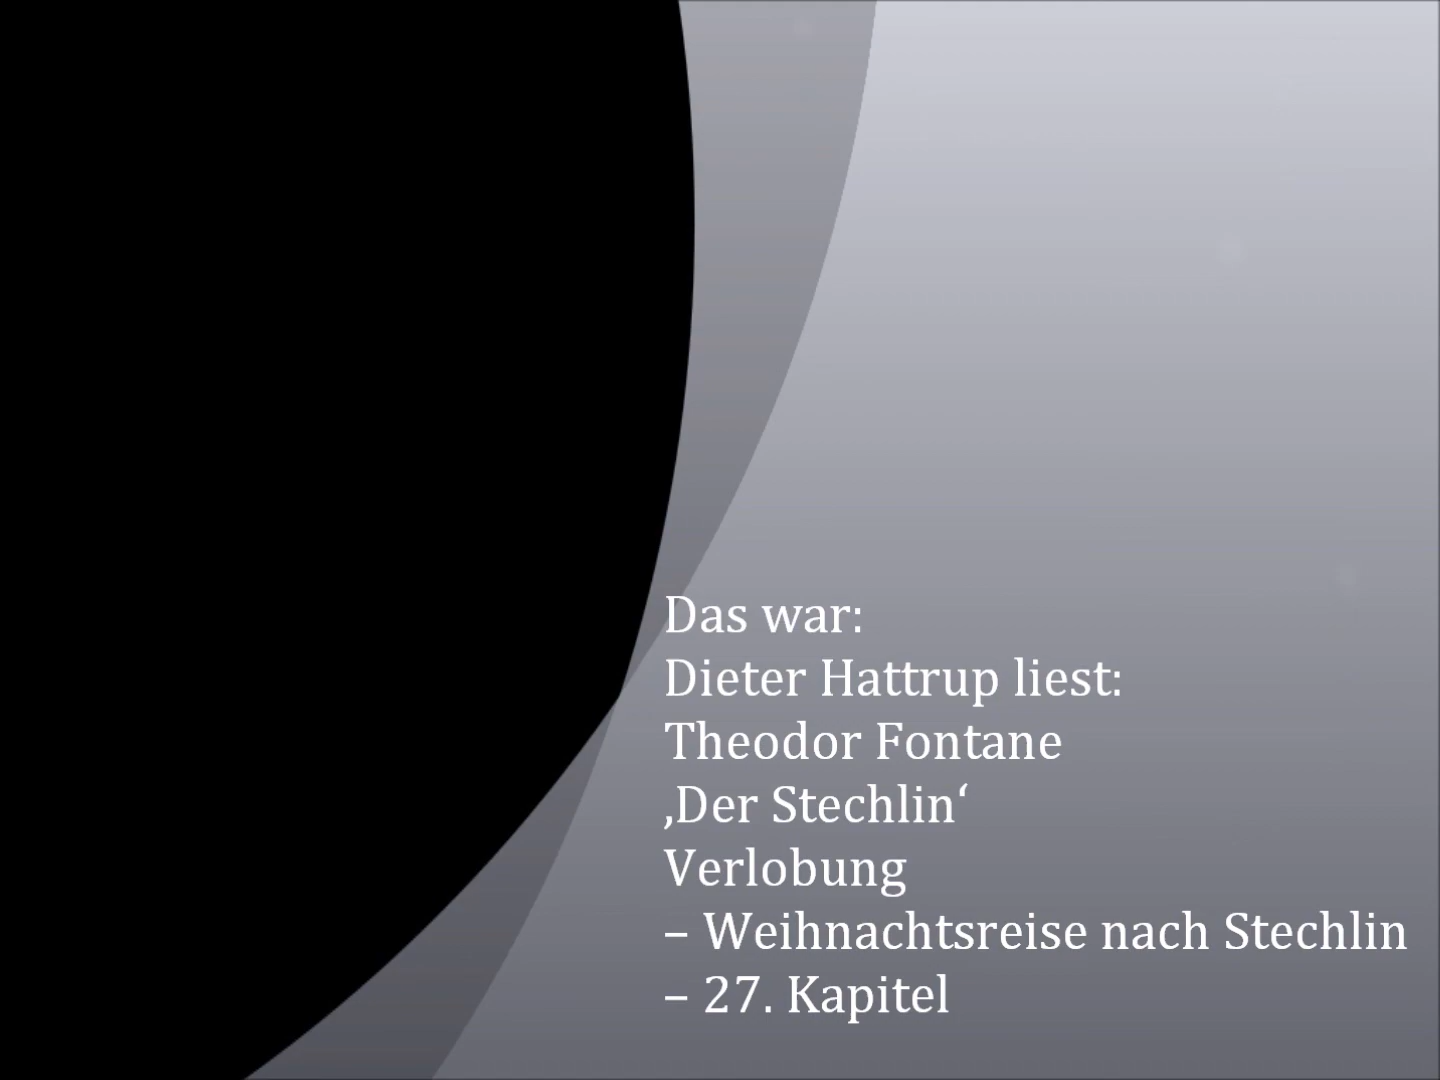 Das war:
Dieter Hattrup liest:
Theodor Fontane
‚Der Stechlin‘
Verlobung
– Weihnachtsreise nach Stechlin
– 27. Kapitel